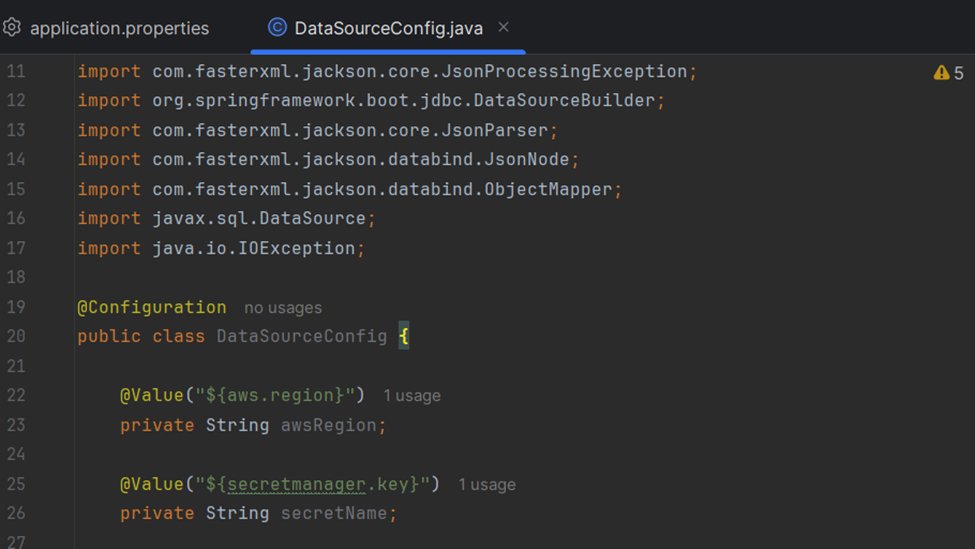 application.properties
DataSourceConfig.java
11 import com.fasterxml.jackson.core.JsonProcessingException; 5
12 import org.springframework.boot.jdbc.DataSourceBuilder;
13 import com.fasterxml.jackson.core.JsonParser;
14 import com.fasterxml.jackson.databind.JsonNode;
15 import com.fasterxml.jackson.databind.ObjectMapper;
16 import javax.sql.DataSource;
17 import java.io.IOException;
18
19 @Configuration no usages
20 public class DataSourceConfig {
21
22 @Value("${aws.region}") 1 usage
23 private String awsRegion;
24
25 @Value("${secretmanager.key}") 1 usage
26 private String secretName;
27